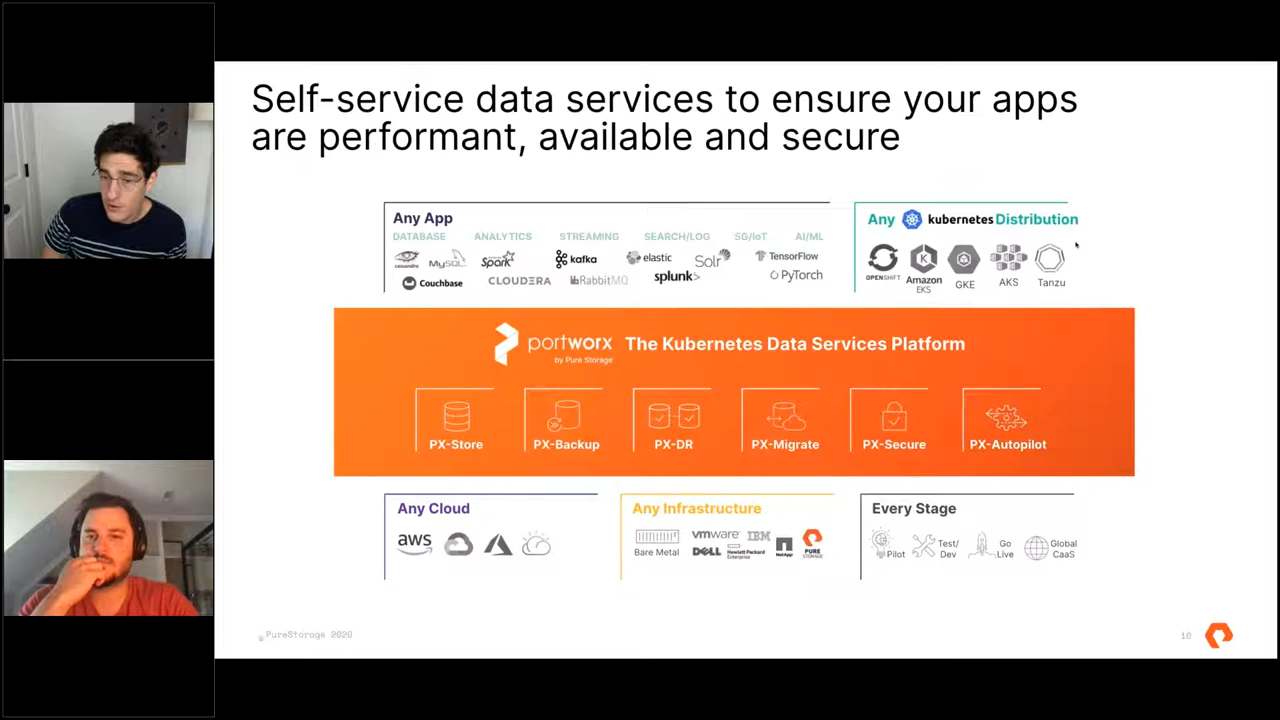 Self-service data services to ensure your apps
are performant, available and secure
Any App
DATABASE ANALYTICS STREAMING SEARCH/LOG SG/IoT AI/ML
cassandra MySQL Spark kafka elastic Solr TensorFlow
Couchbase CLOUDERA RabbitMQ splunk> PyTorch
Any kubernetes Distribution
OPENSHIFT Amazon EKS GKE AKS Tanzu
portworx by Pure Storage The Kubernetes Data Services Platform
PX-Store PX-Backup PX-DR PX-Migrate PX-Secure PX-Autopilot
Any Cloud
aws
Any Infrastructure
Bare Metal vmware IBM
DELL Hewlett Packard Enterprise NetApp PURE STORAGE
Every Stage
Pilot Test/Dev Go Live Global CaaS
PureStorage 2020